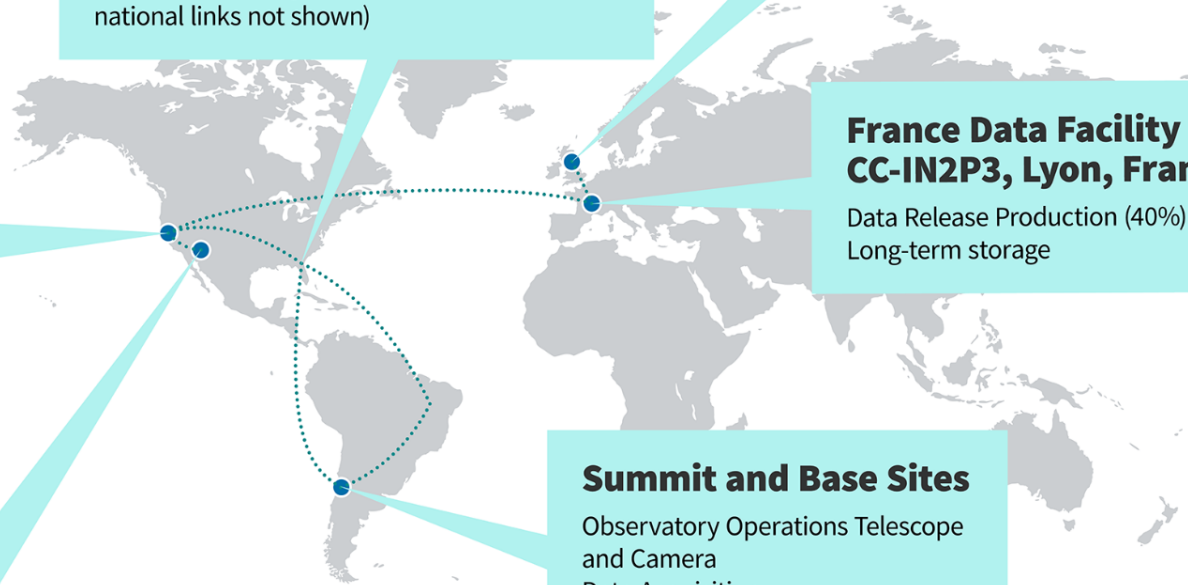 national links not shown)
France Data Facility
CC-IN2P3, Lyon,
Data Release Production (40%)
Long-term storage
Summit and Base Sites
Observatory Operations Telescope
and Camera